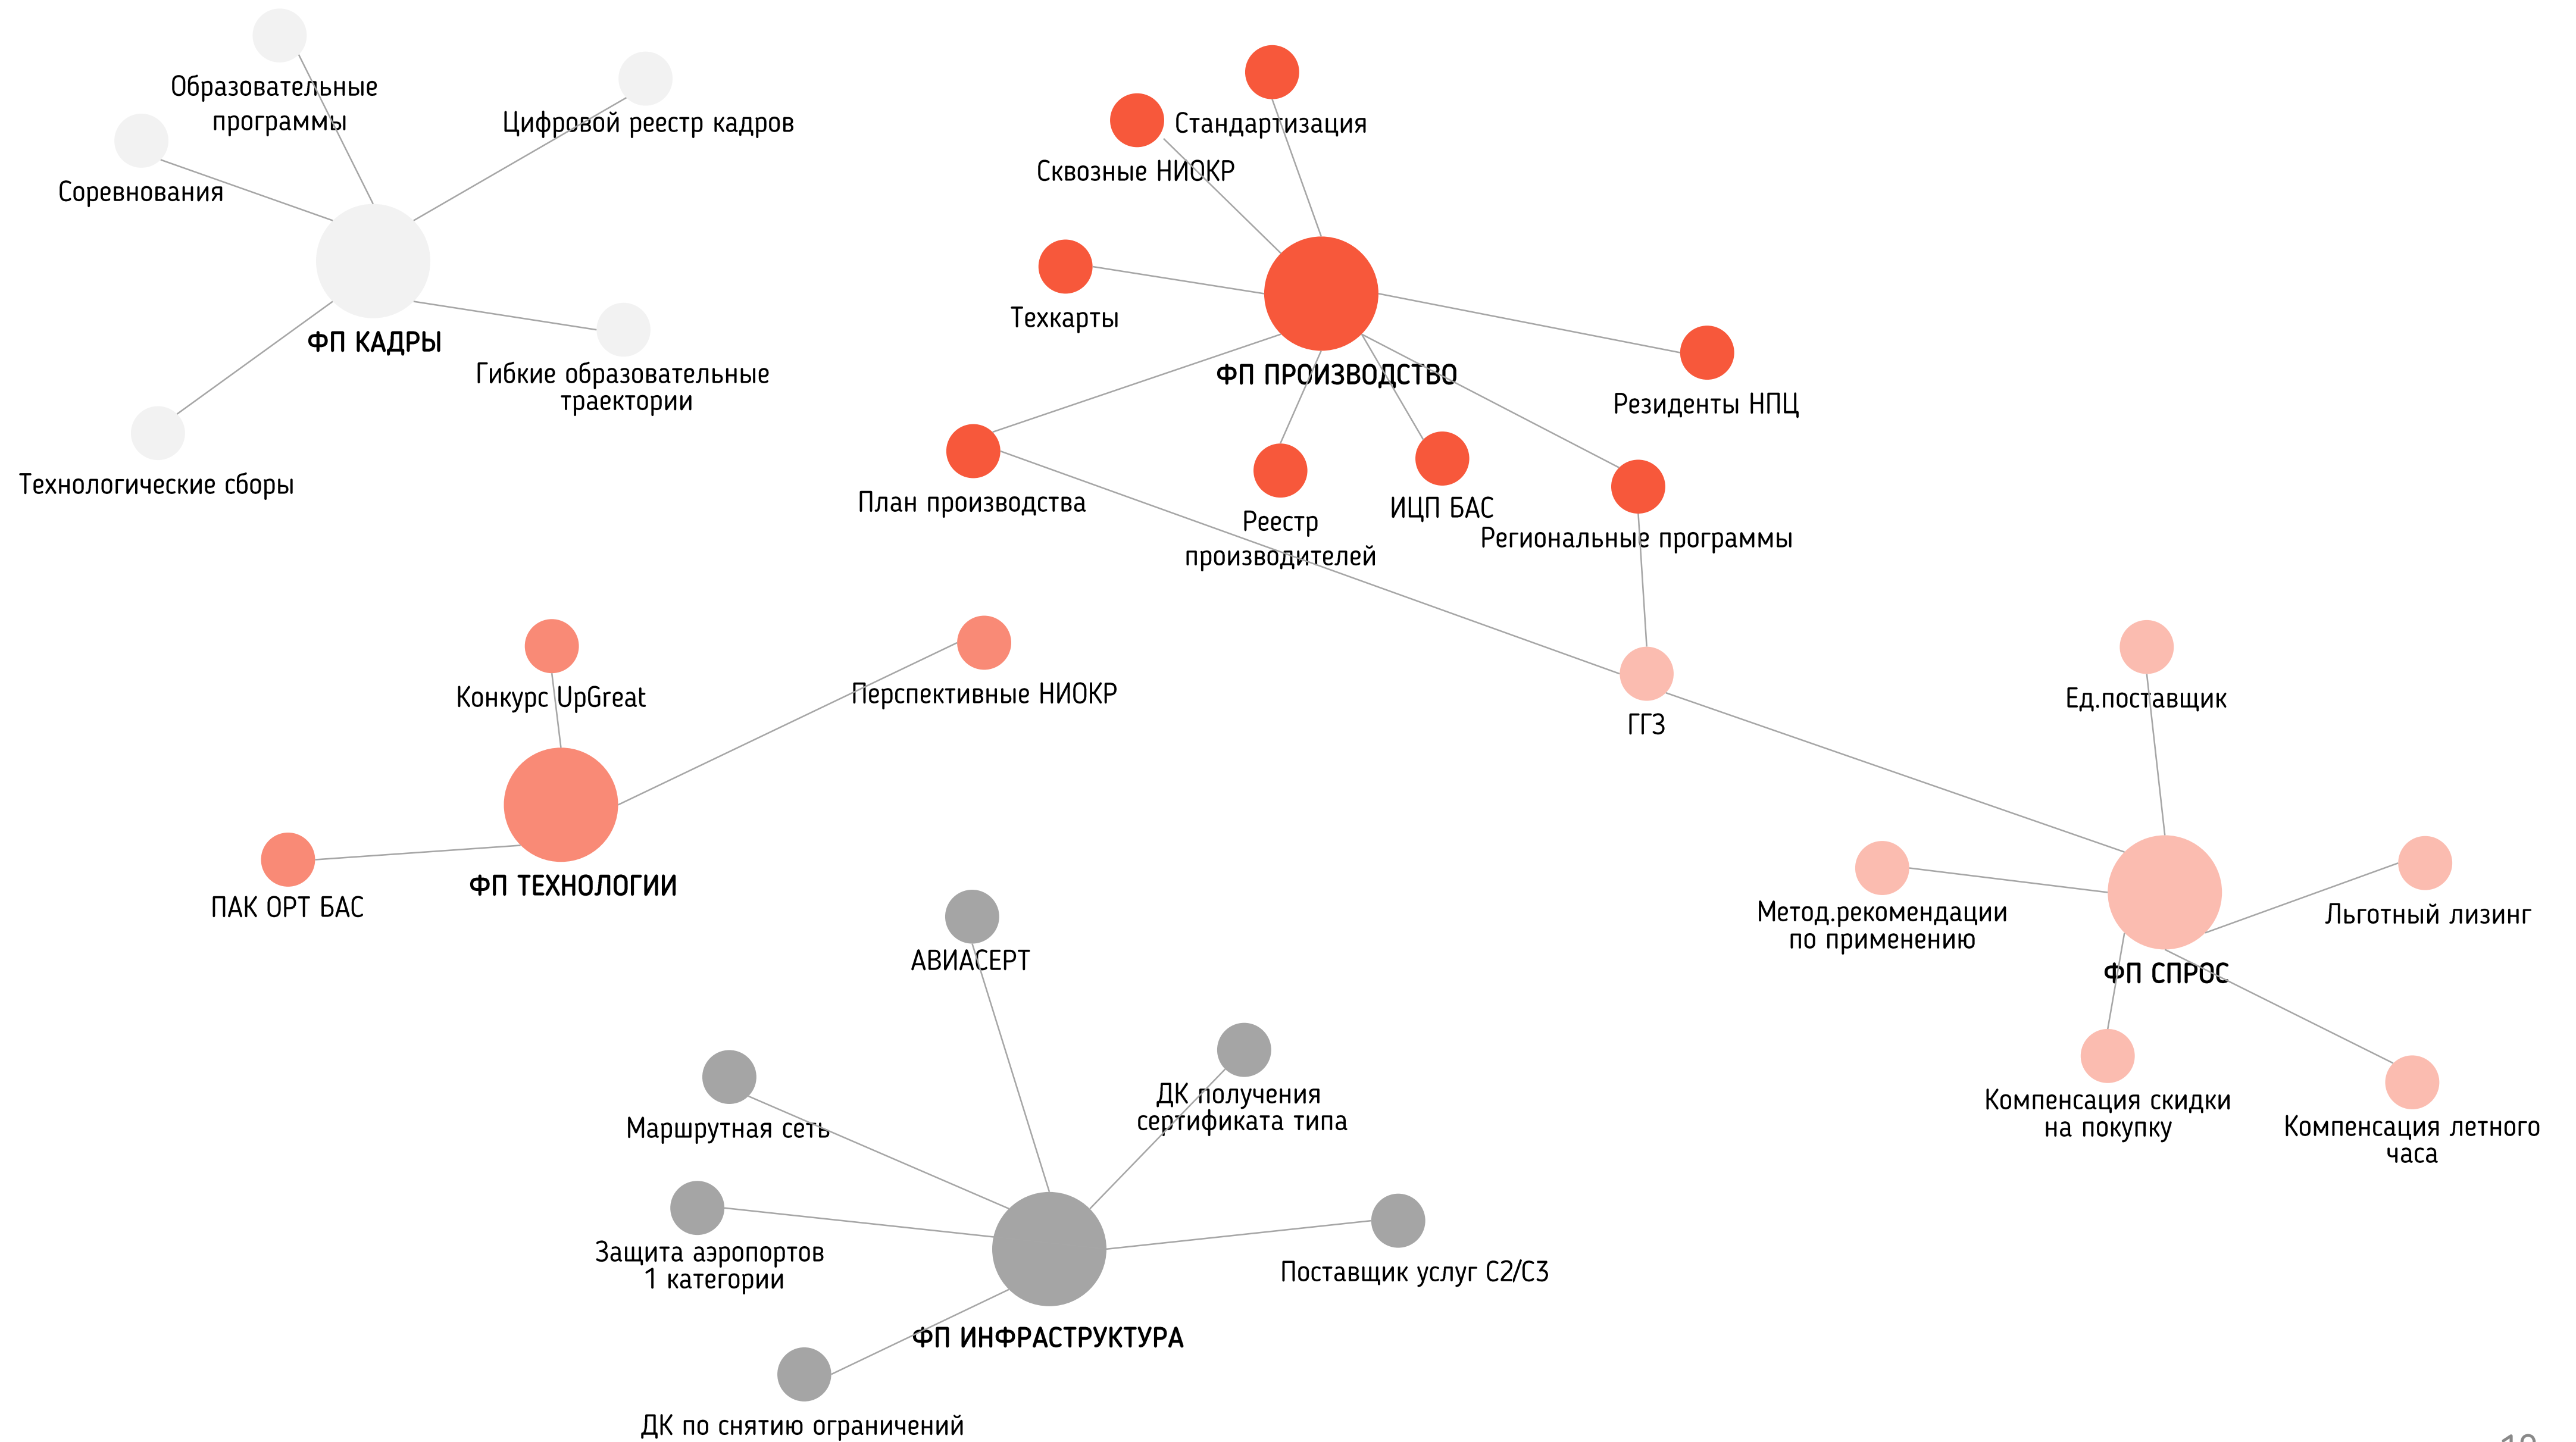 Образовательные
программы
Цифровой реестр кадров
Соревнования
ФП КАДРЫ
Гибкие образовательные
траектории
Технологические сборы
Стандартизация
Сквозные НИОКР
Техкарты
ФП ПРОИЗВОДСТВО
Резиденты НПЦ
План производства
Реестр
производителей
ИЦП БАС
Региональные программы
Конкурс UpGreat
Перспективные НИОКР
ПАК ОРТ БАС
ФП ТЕХНОЛОГИИ
ГГЗ
Ед.поставщик
Метод.рекомендации
по применению
Льготный лизинг
ФП СПРОС
Компенсация скидки
на покупку
Компенсация летного
часа
АВИАСЕРТ
Маршрутная сеть
ДК получения
сертификата типа
Защита аэропортов
1 категории
Поставщик услуг С2/С3
ФП ИНФРАСТРУКТУРА
ДК по снятию ограничений